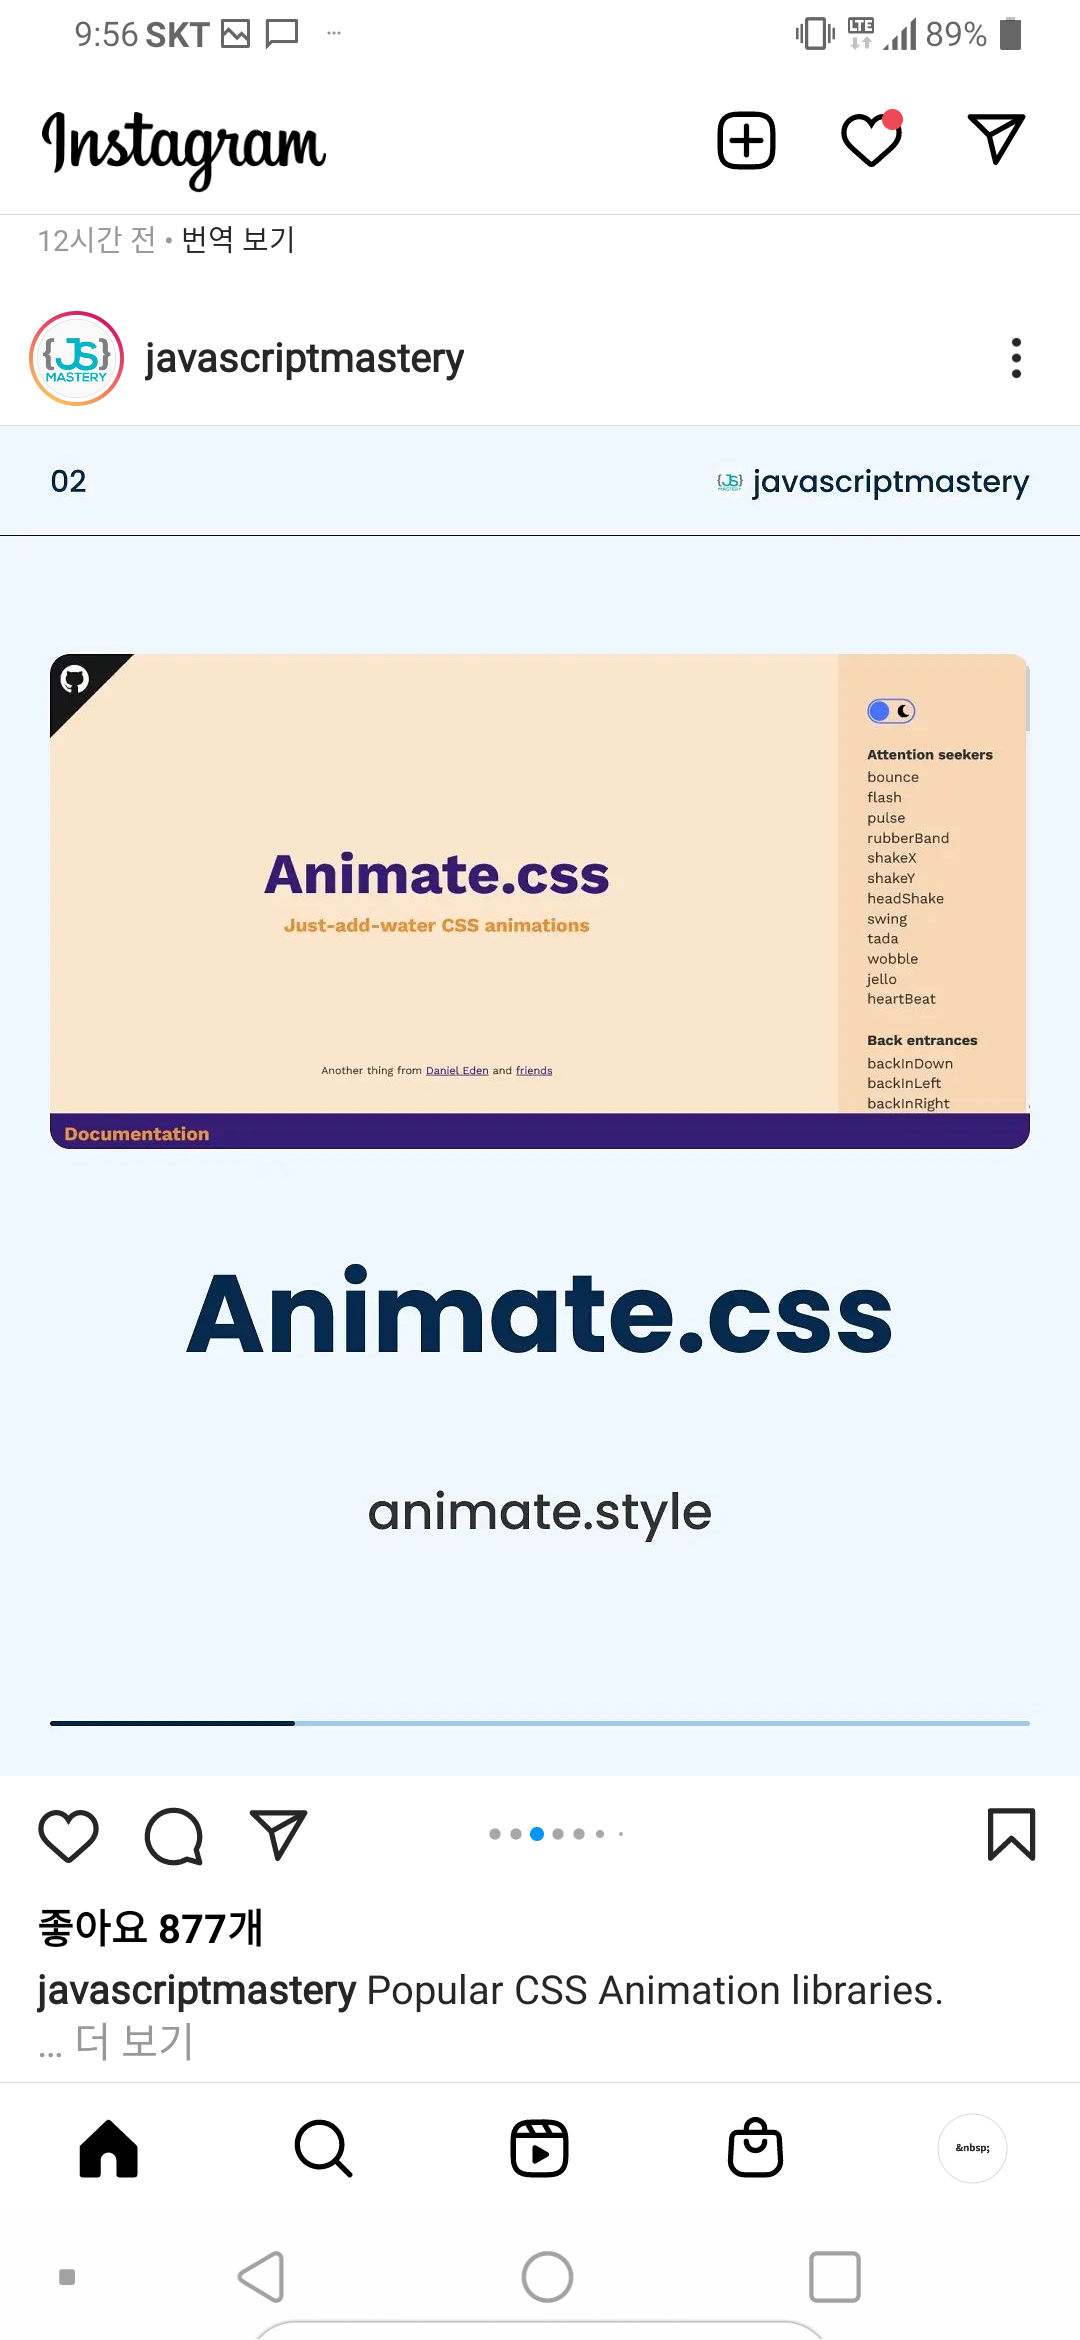 9:56 SKT ... LTE 89%
Instagram
12시간 전 • 번역 보기
{JS}
MASTERY
javascriptmastery
02
{JS}
MASTERY
javascriptmastery
Animate.css
Just-add-water CSS animations
Another thing from Daniel Eden and friends
Attention seekers
bounce
flash
pulse
rubberBand
shakeX
shakeY
headShake
swing
tada
wobble
jello
heartBeat
Back entrances
backInDown
backInLeft
backInRight
Documentation
Animate.css
animate.style
좋아요 877개
javascriptmastery Popular CSS Animation libraries.
... 더 보기
&nbsp;